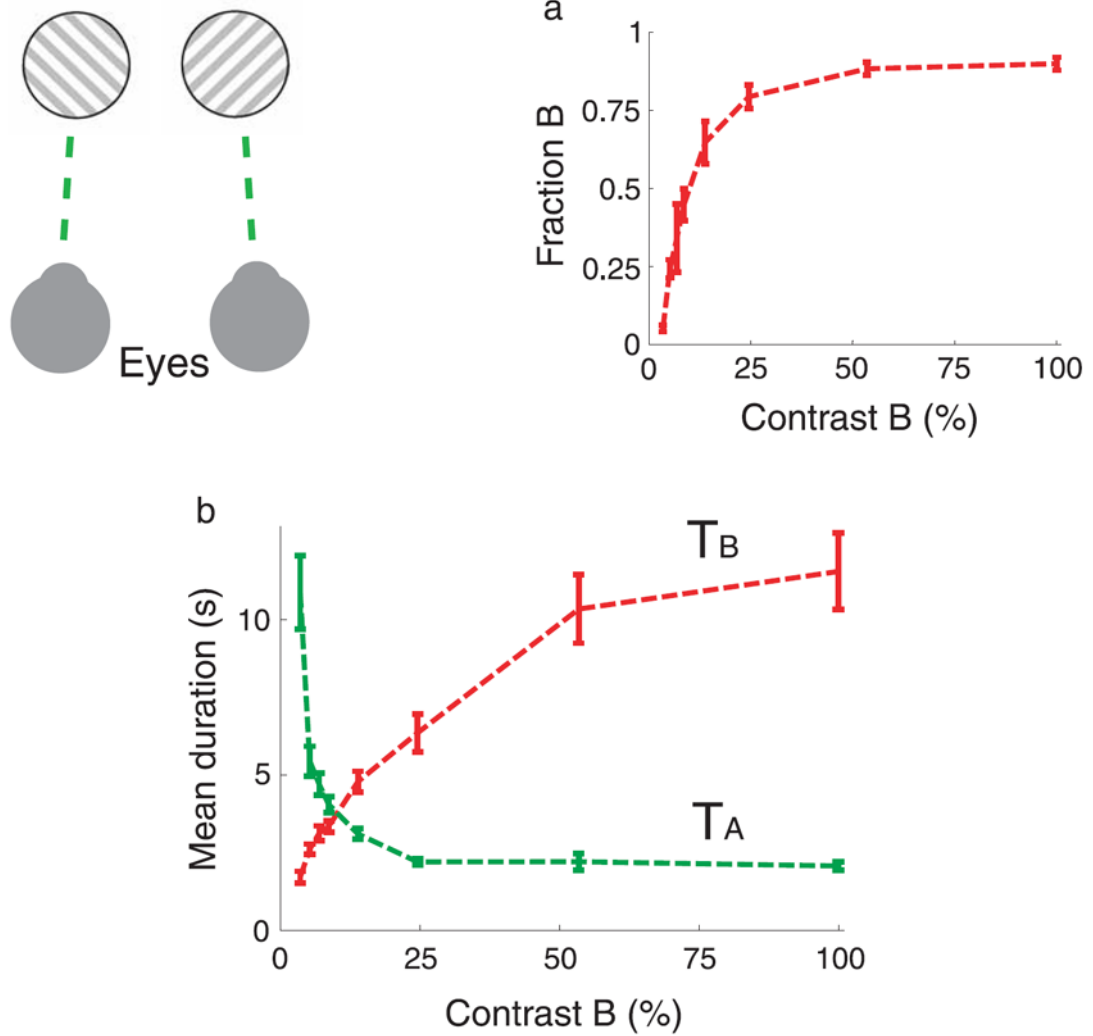 Eyes
a
Fraction B
1
0.75
0.5
0.25
0
0 25 50 75 100
Contrast B (%)
b
Mean duration (s)
10
5
0
TB
TA
0 25 50 75 100
Contrast B (%)